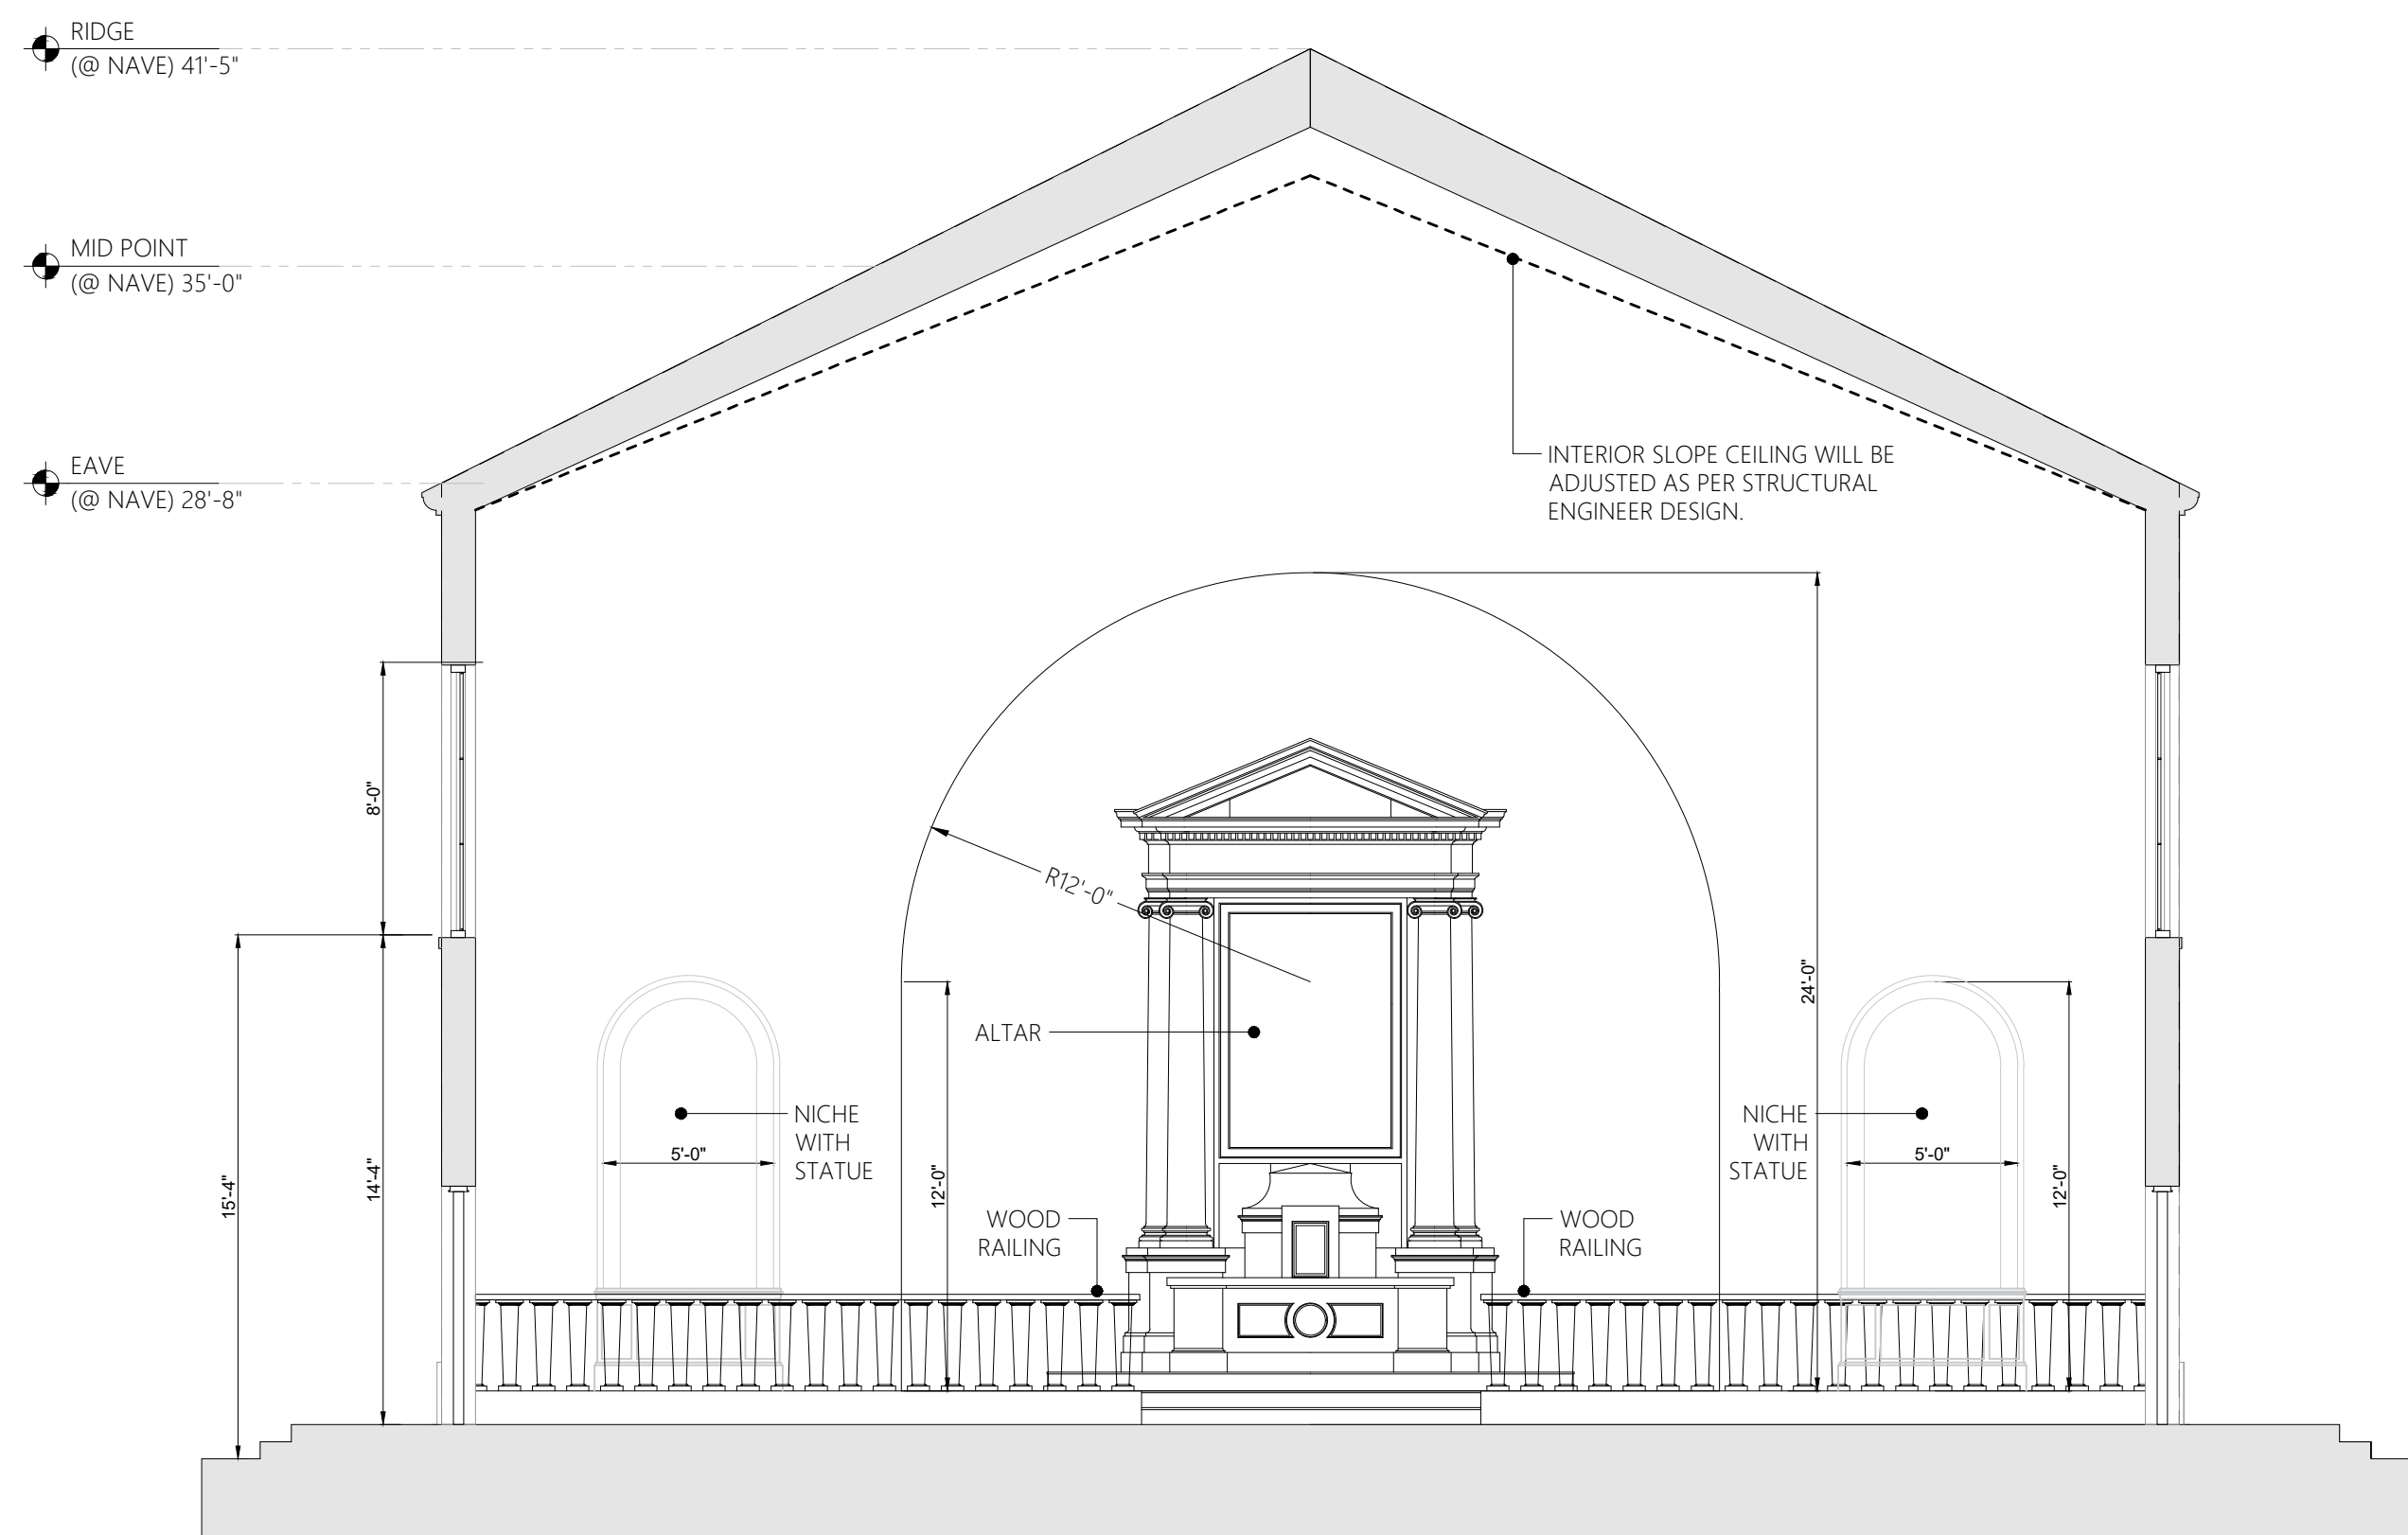 RIDGE
(@ NAVE) 41'-5"
MID POINT
(@ NAVE) 35'-0"
EAVE
(@ NAVE) 28'-8"
INTERIOR SLOPE CEILING WILL BE
ADJUSTED AS PER STRUCTURAL
ENGINEER DESIGN.
8'-0"
R12'-0"
24'-0"
ALTAR
NICHE
WITH
STATUE
5'-0"
NICHE
WITH
STATUE
5'-0"
15'-4"
14'-4"
12'-0"
12'-0"
WOOD
RAILING
WOOD
RAILING